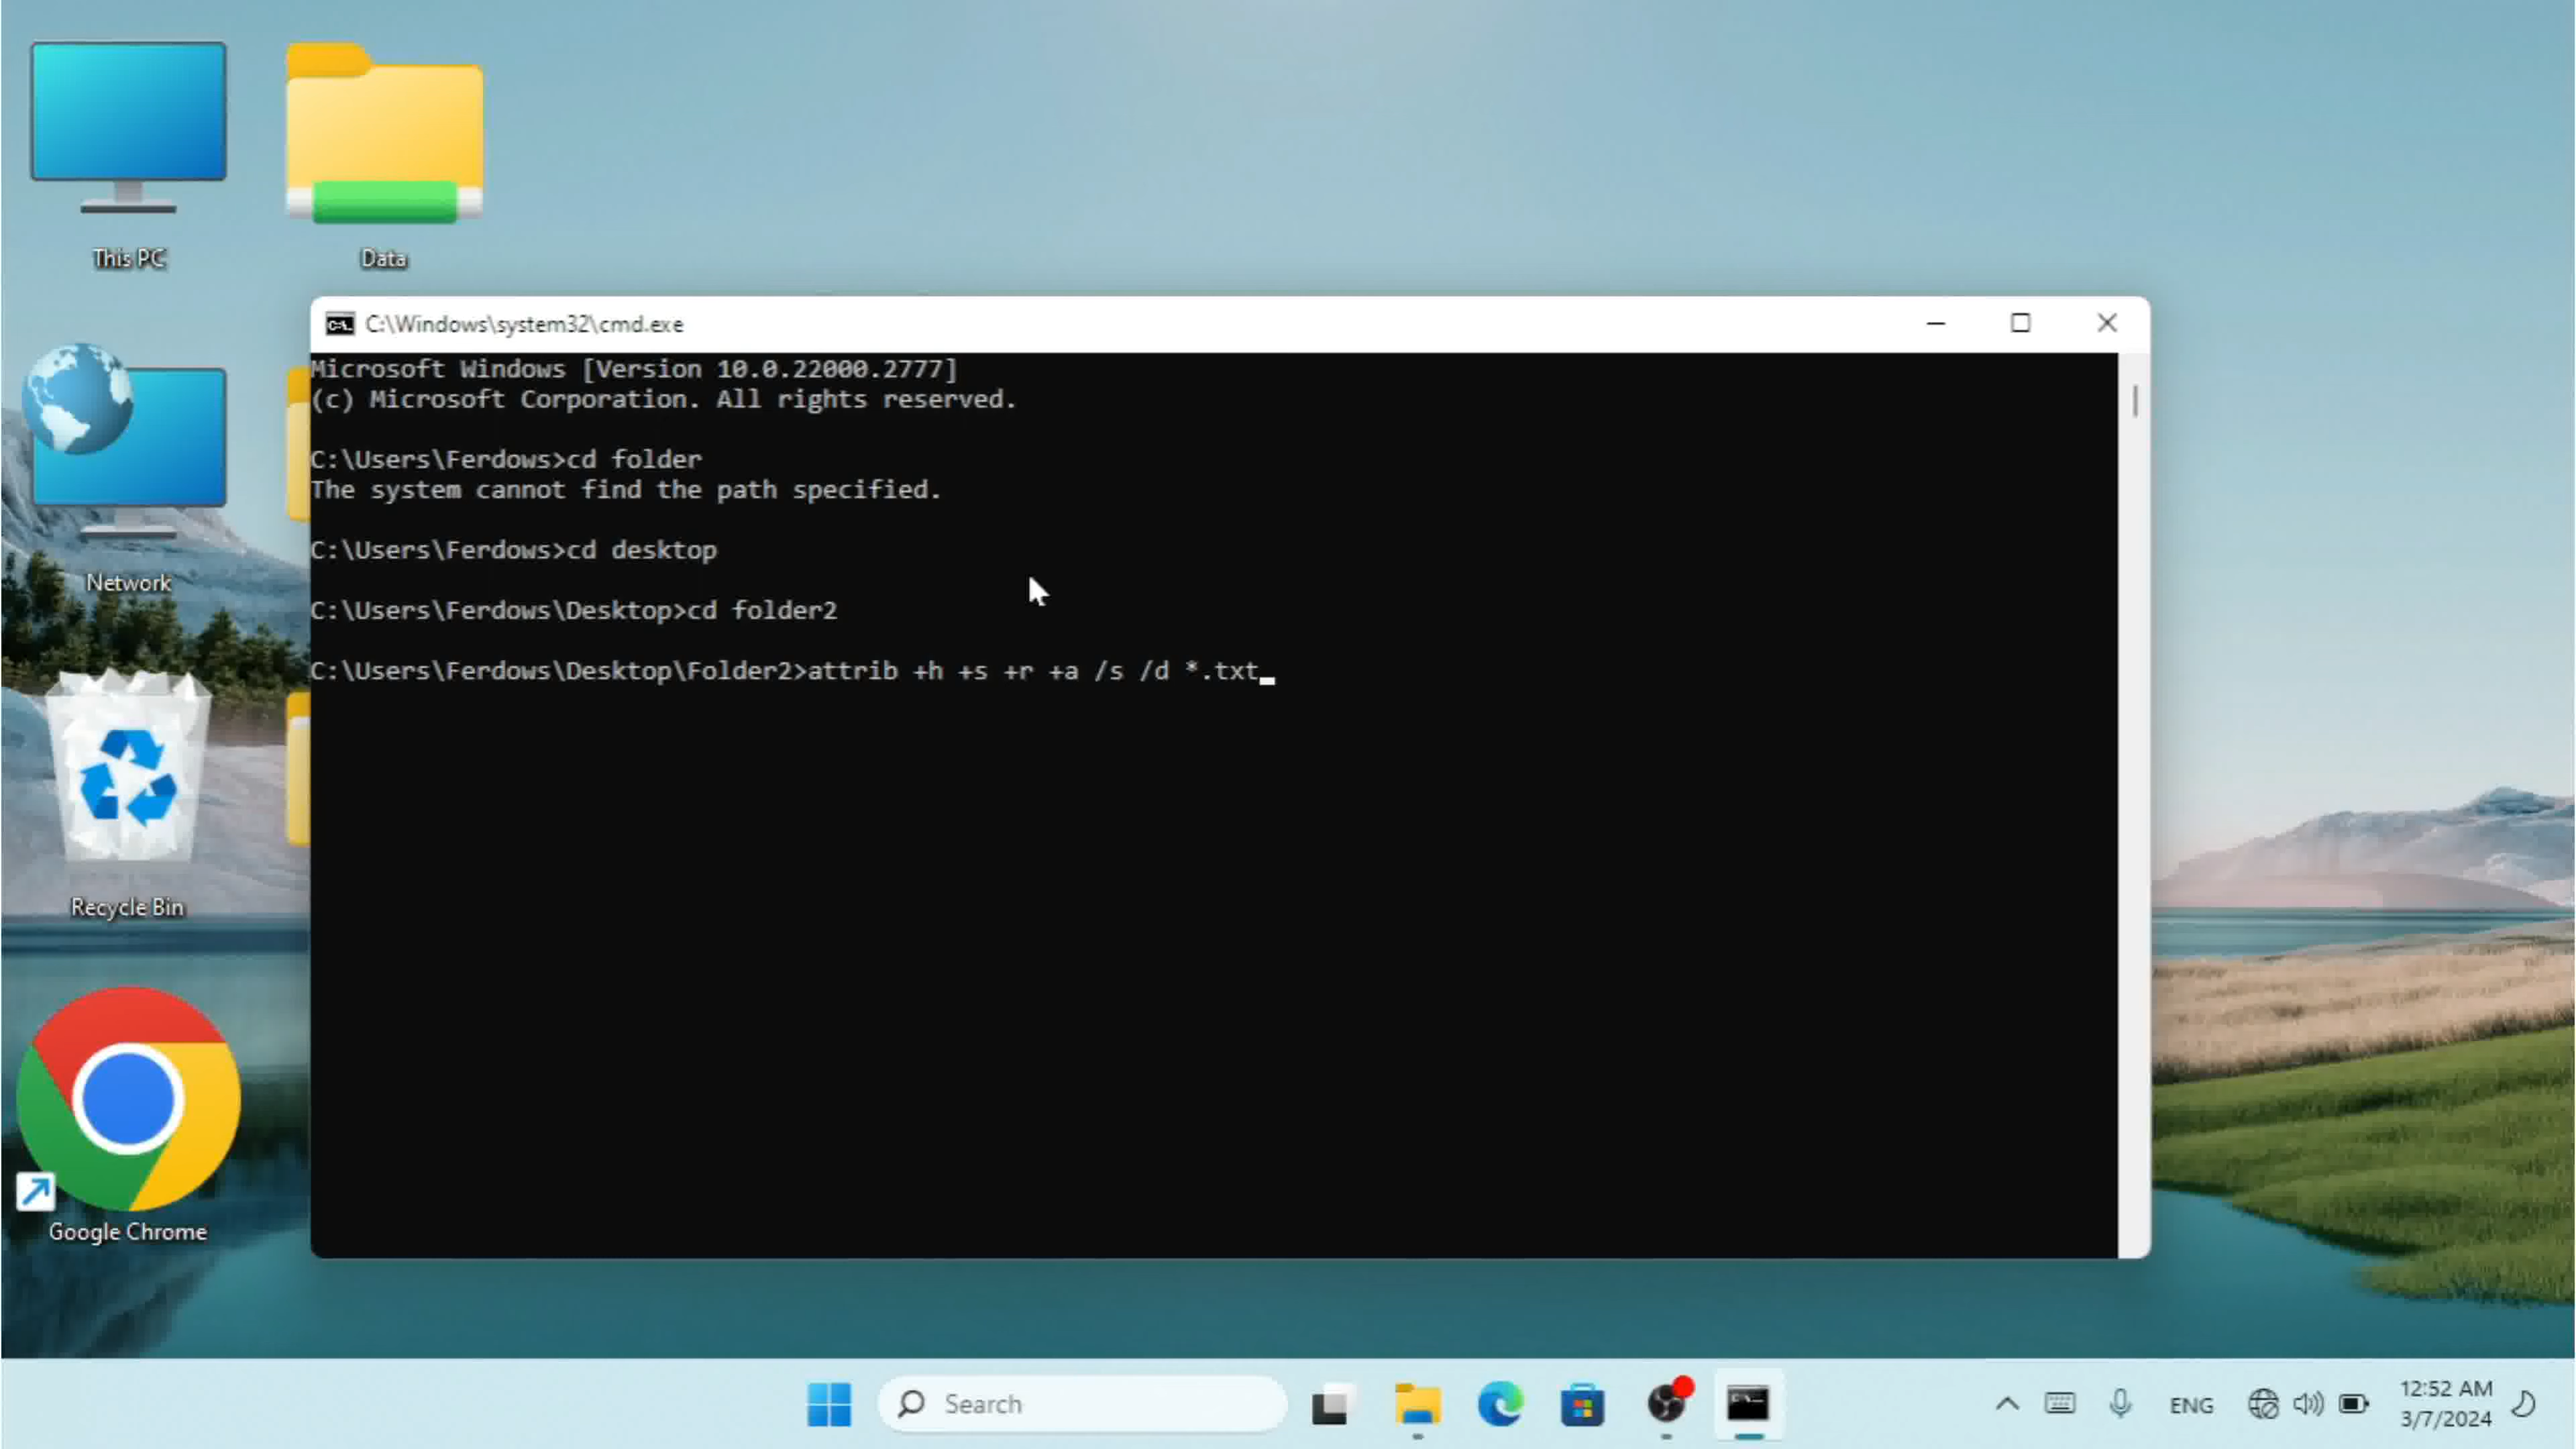 This PC
Data
C:\Windows\system32\cmd.exe
Microsoft Windows [Version 10.0.22000.2777]
(c) Microsoft Corporation. All rights reserved.
C:\Users\Ferdows>cd folder
The system cannot find the path specified.
C:\Users\Ferdows>cd desktop
C:\Users\Ferdows\Desktop>cd folder2
C:\Users\Ferdows\Desktop\Folder2>attrib +h +s +r +a /s /d *.txt
Network
Recycle Bin
Google Chrome
Search
ENG
12:52 AM
3/7/2024